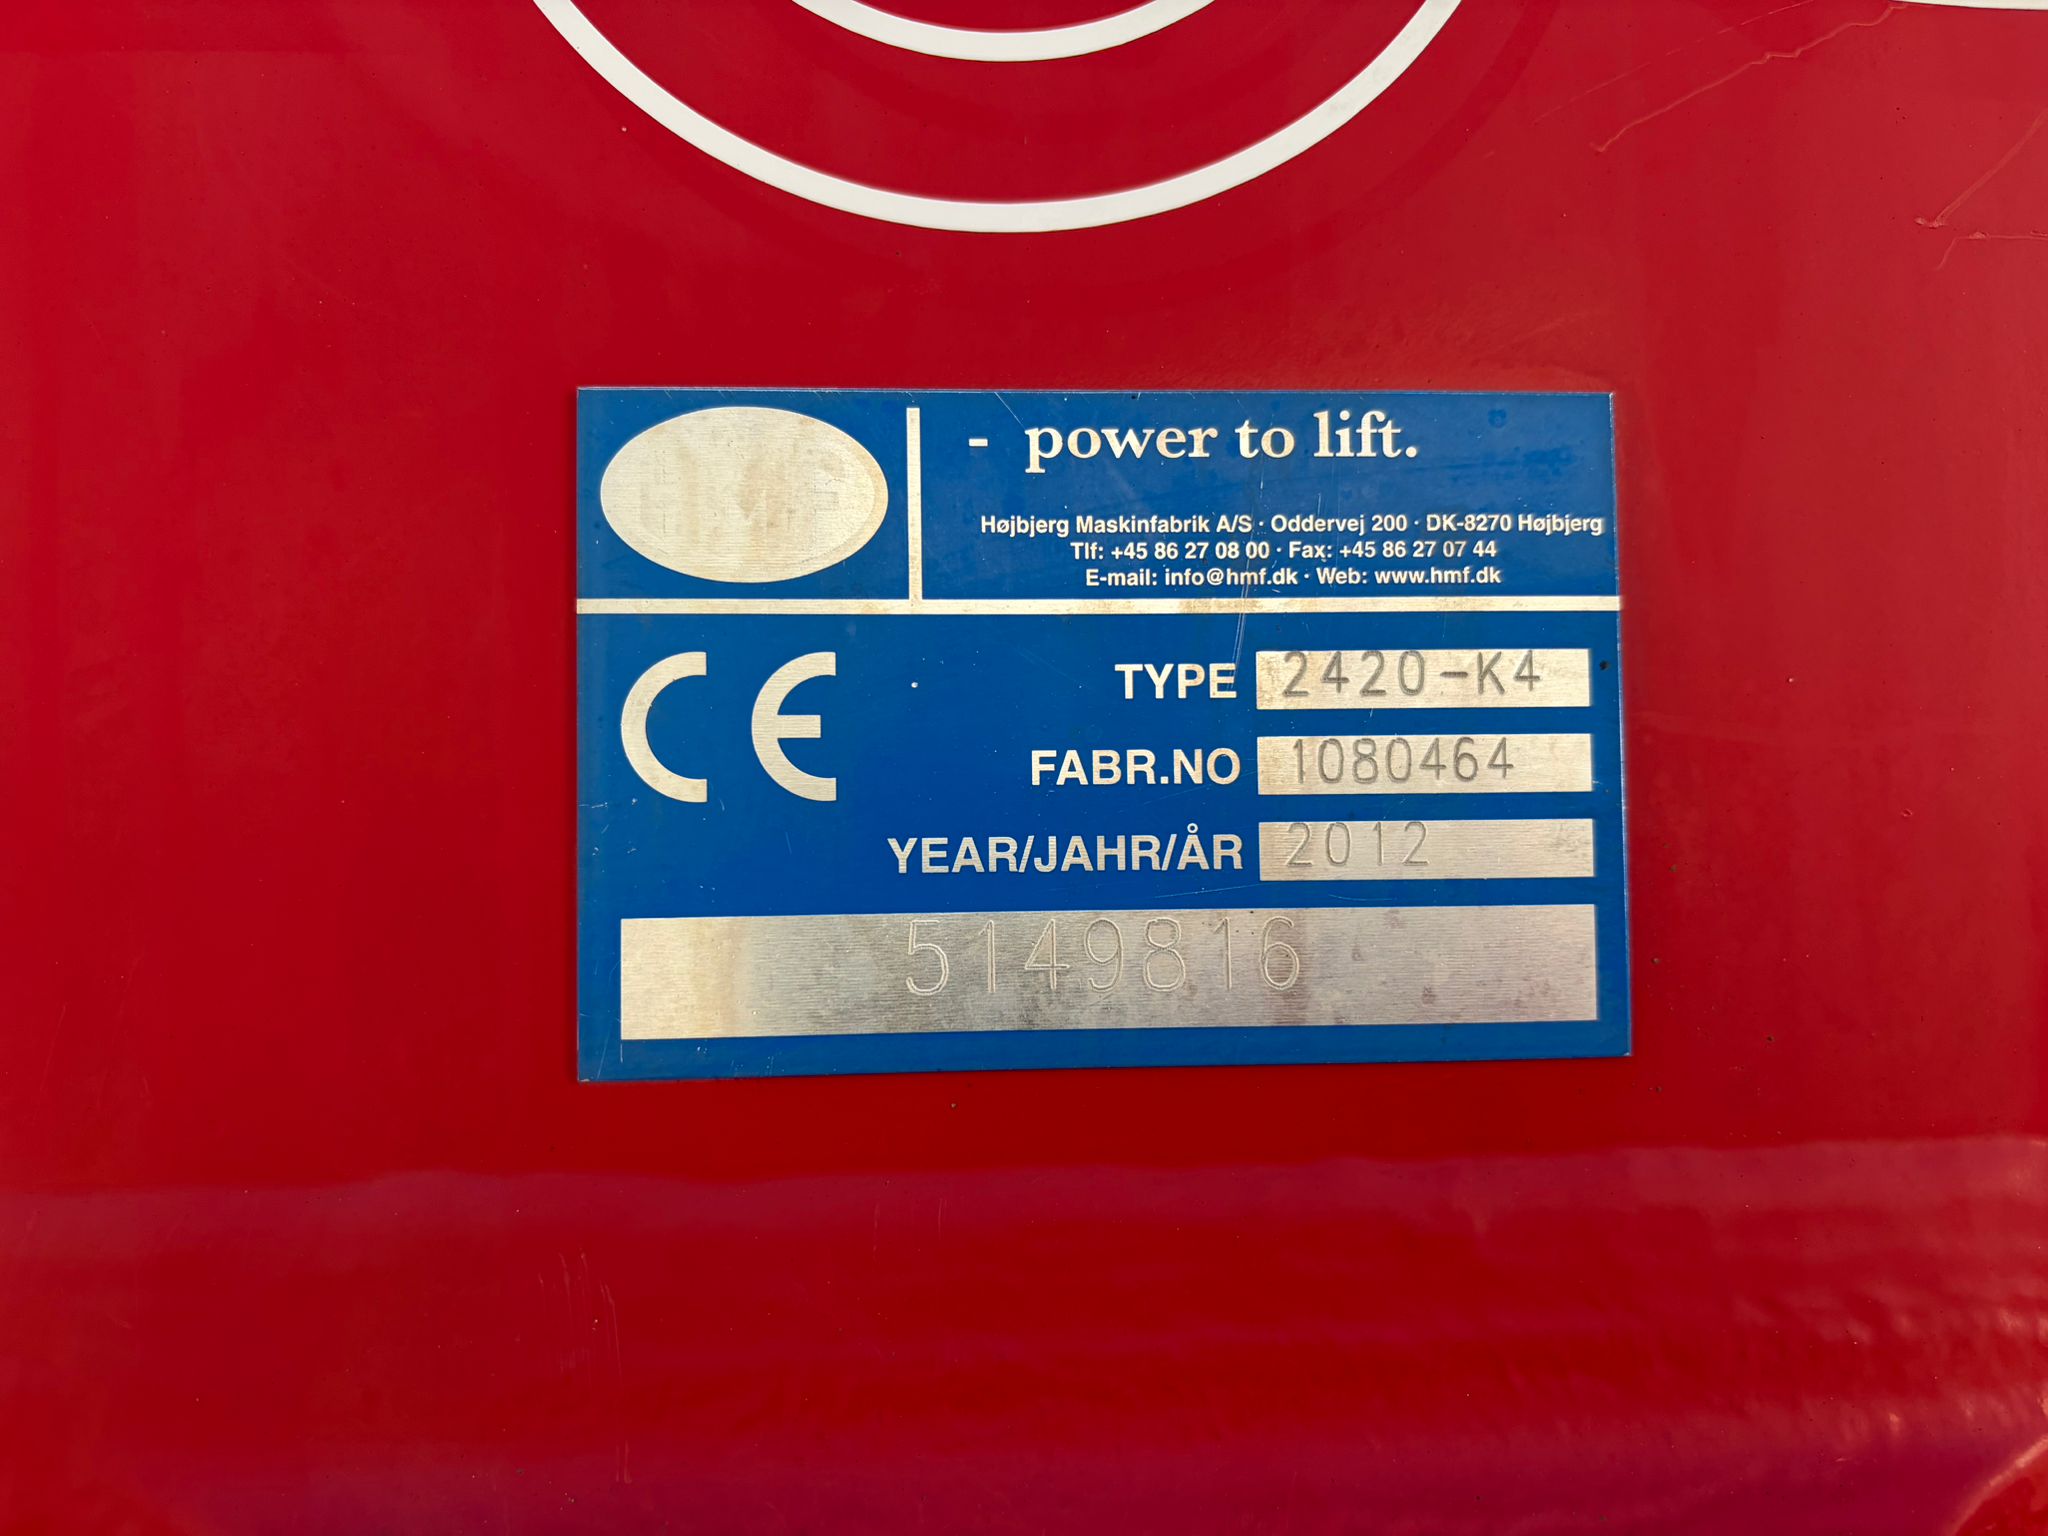 HMF
- power to lift.
Højbjerg Maskinfabrik A/S · Oddervej 200 · DK-8270 Højbjerg
Tlf: +45 86 27 08 00 · Fax: +45 86 27 07 44
E-mail: info@hmf.dk · Web: www.hmf.dk
CE
TYPE 2420-K4
FABR.NO 1080464
YEAR/JAHR/ÅR 2012
5149816